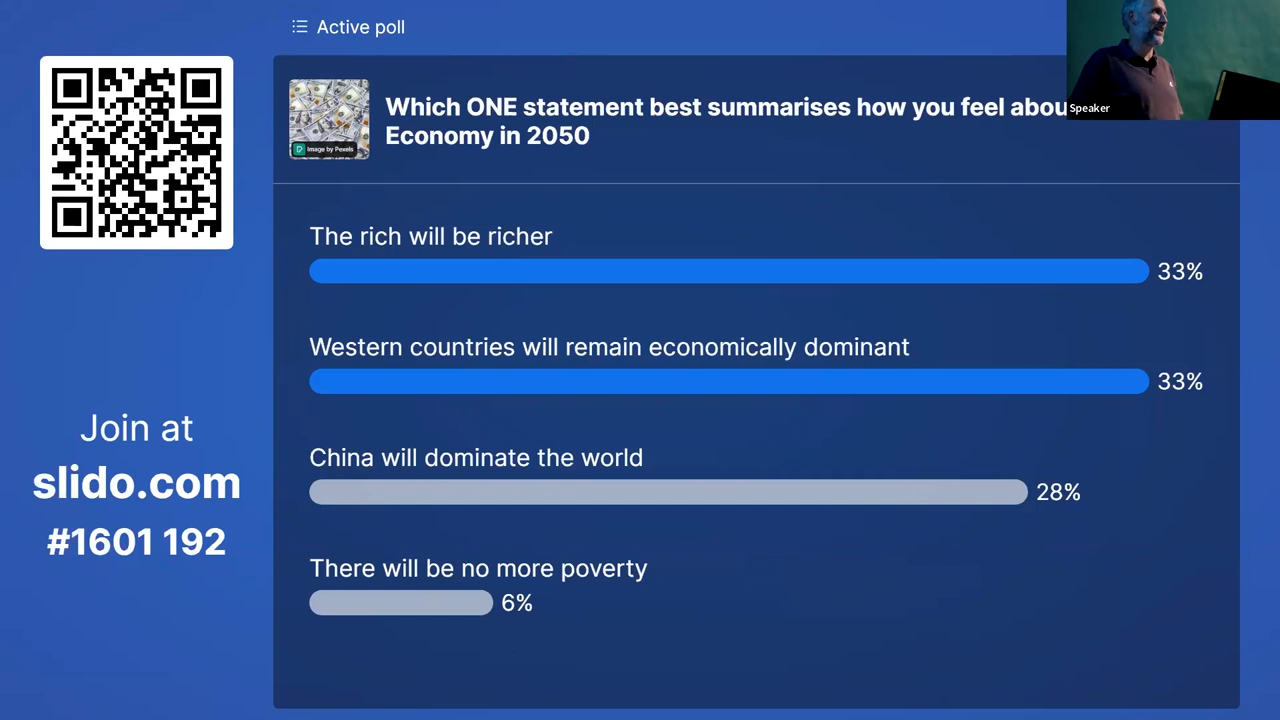 Active poll
Which ONE statement best summarises how you feel abou
Economy in 2050
Image by Pexels
Speaker
The rich will be richer
33%
Western countries will remain economically dominant
33%
China will dominate the world
28%
There will be no more poverty
6%
Join at
slido.com
#1601 192